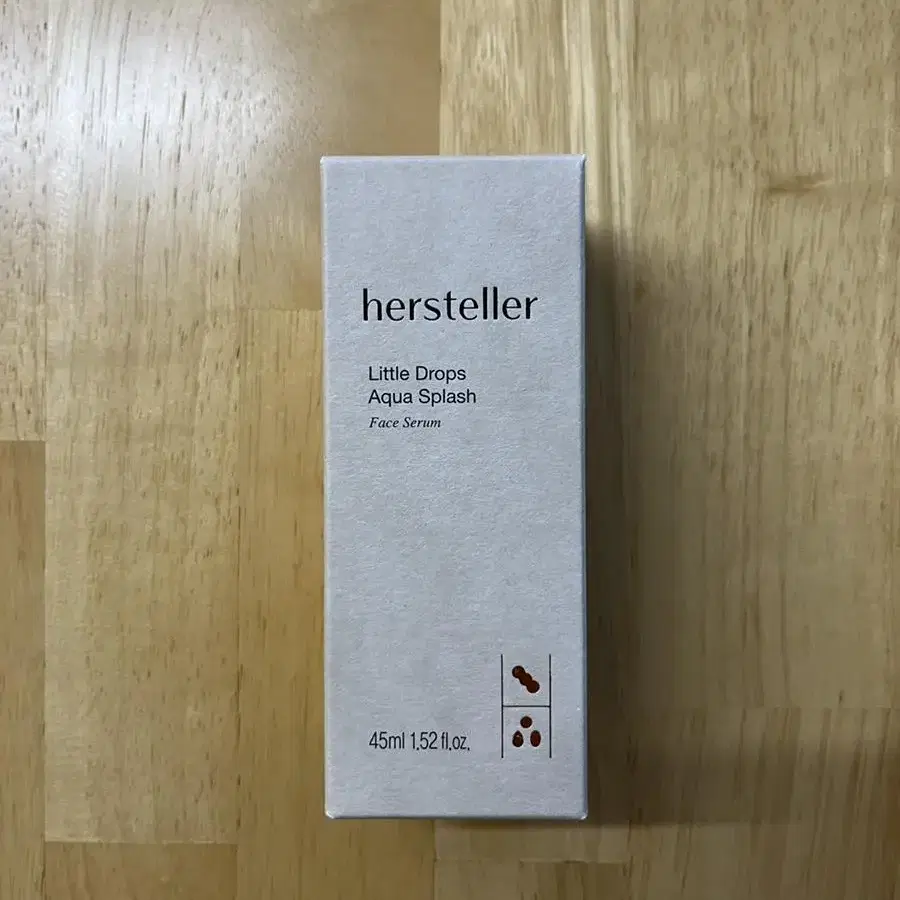 hersteller
Little Drops
Aqua Splash
Face Serum
45ml 1.52 fl.oz.